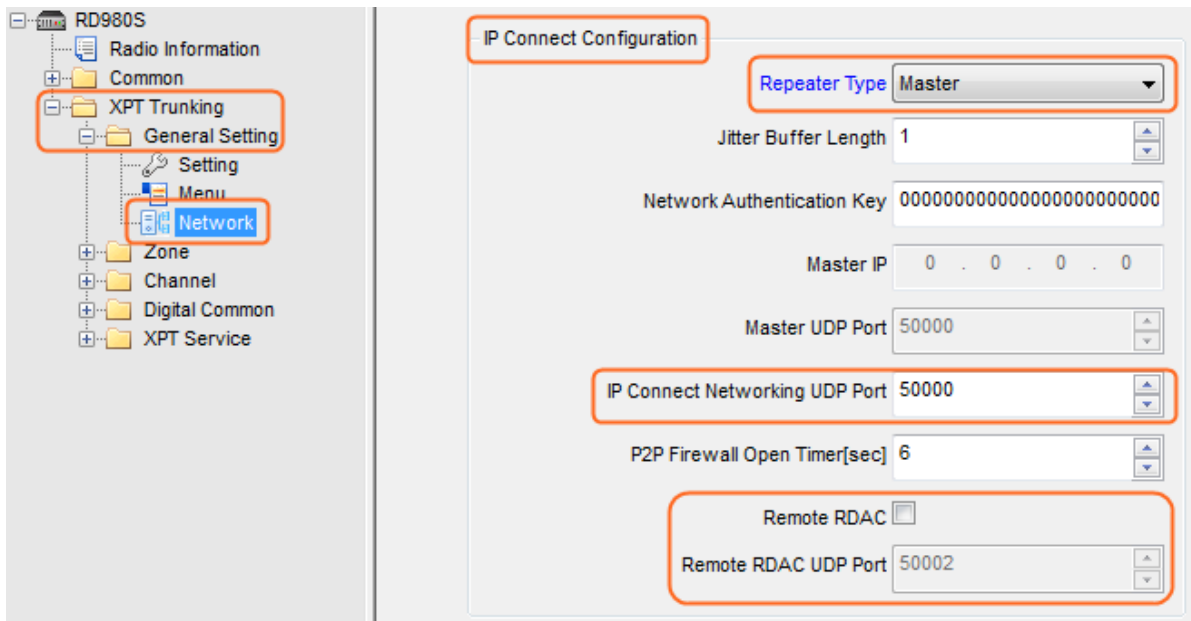 RD980S
Radio Information
Common
XPT Trunking
General Setting
Setting
Menu
Network
Zone
Channel
Digital Common
XPT Service
IP Connect Configuration
Repeater Type Master
Jitter Buffer Length 1
Network Authentication Key 000000000000000000000000
Master IP 0 . 0 . 0 . 0
Master UDP Port 50000
IP Connect Networking UDP Port 50000
P2P Firewall Open Timer[sec] 6
Remote RDAC
Remote RDAC UDP Port 50002